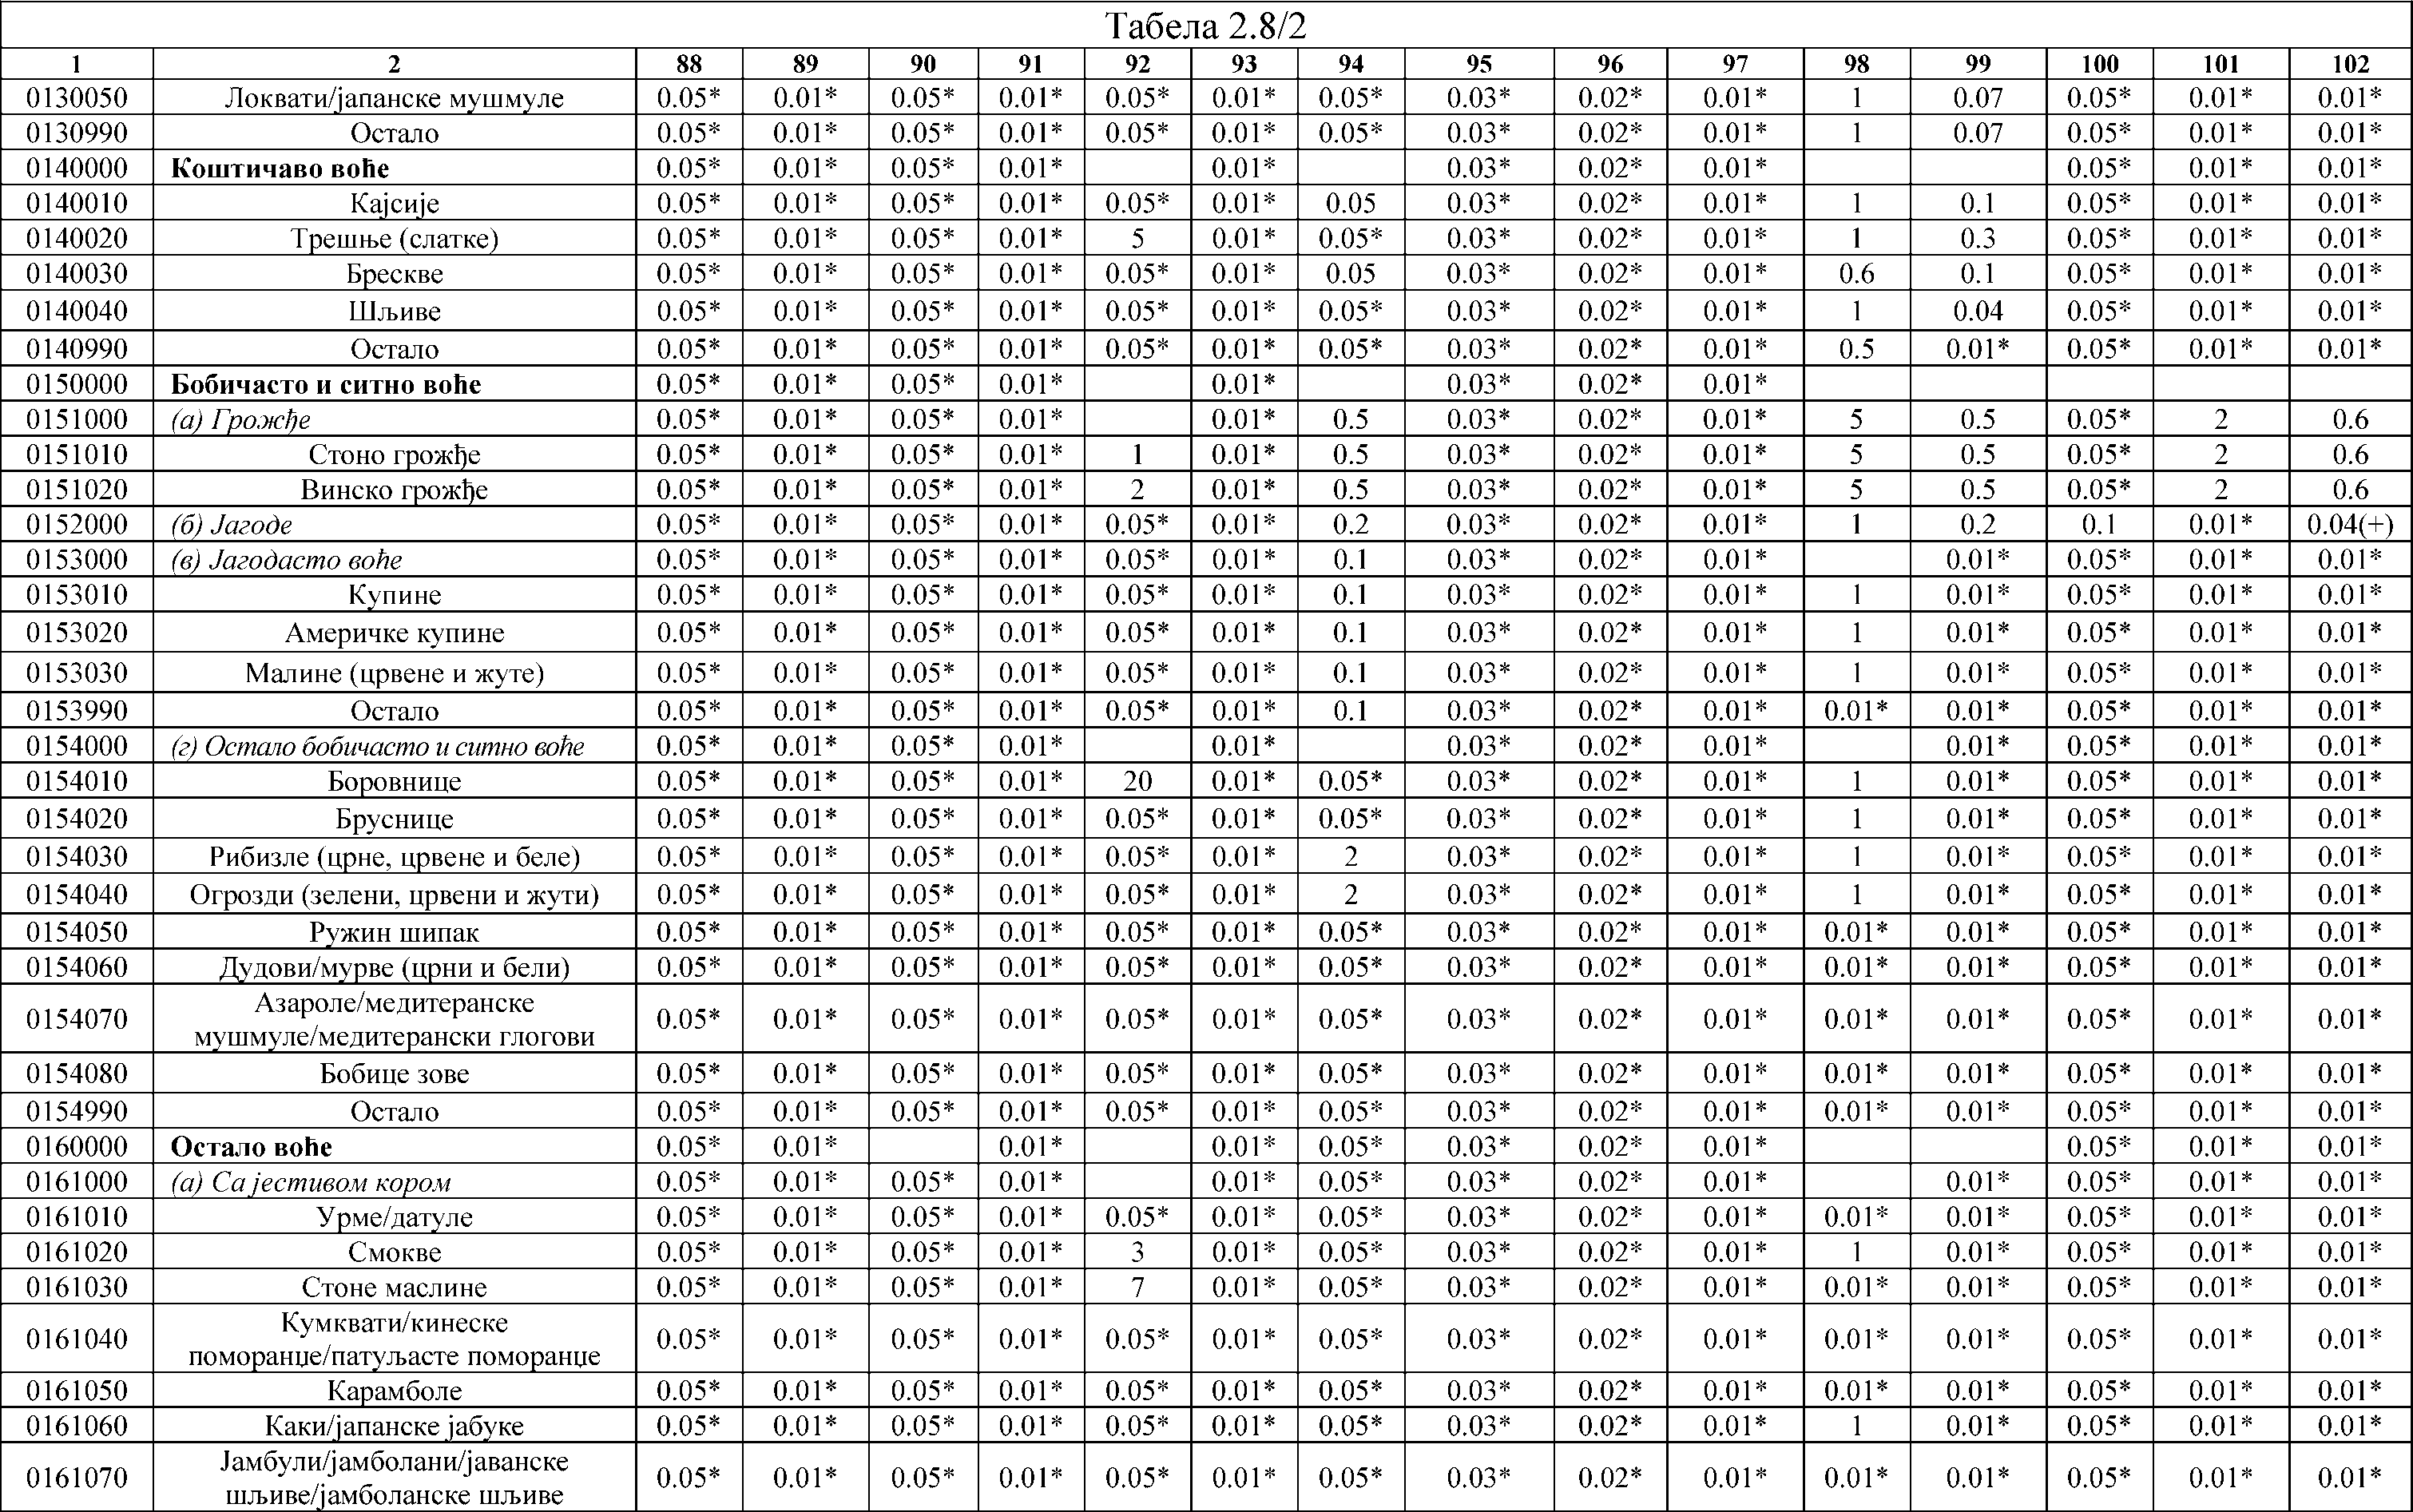 Табела 2.8/2
1 2 88 89 90 91 92 93 94 95 96 97 98 99 100 101 102
0130050 Локвати/јапанске мушмуле 0.05* 0.01* 0.05* 0.01* 0.05* 0.01* 0.05* 0.03* 0.02* 0.01* 1 0.07 0.05* 0.01* 0.01*
0130990 Остало 0.05* 0.01* 0.05* 0.01* 0.05* 0.01* 0.05* 0.03* 0.02* 0.01* 1 0.07 0.05* 0.01* 0.01*
0140000 Коштичаво воће 0.05* 0.01* 0.05* 0.01* 0.01* 0.03* 0.02* 0.01* 0.05* 0.01* 0.01*
0140010 Кајсије 0.05* 0.01* 0.05* 0.01* 0.05* 0.01* 0.05 0.03* 0.02* 0.01* 1 0.1 0.05* 0.01* 0.01*
0140020 Трешње (слатке) 0.05* 0.01* 0.05* 0.01* 5 0.01* 0.05* 0.03* 0.02* 0.01* 1 0.3 0.05* 0.01* 0.01*
0140030 Брескве 0.05* 0.01* 0.05* 0.01* 0.05* 0.01* 0.05 0.03* 0.02* 0.01* 0.6 0.1 0.05* 0.01* 0.01*
0140040 Шљиве 0.05* 0.01* 0.05* 0.01* 0.05* 0.01* 0.05* 0.03* 0.02* 0.01* 1 0.04 0.05* 0.01* 0.01*
0140990 Остало 0.05* 0.01* 0.05* 0.01* 0.05* 0.01* 0.05* 0.03* 0.02* 0.01* 0.5 0.01* 0.05* 0.01* 0.01*
0150000 Бобичасто и ситно воће 0.05* 0.01* 0.05* 0.01* 0.01* 0.03* 0.02* 0.01*
0151000 (а) Грожђе 0.05* 0.01* 0.05* 0.01* 0.01* 0.5 0.03* 0.02* 0.01* 5 0.5 0.05* 2 0.6
0151010 Стоно грожђе 0.05* 0.01* 0.05* 0.01* 1 0.01* 0.5 0.03* 0.02* 0.01* 5 0.5 0.05* 2 0.6
0151020 Винско грожђе 0.05* 0.01* 0.05* 0.01* 2 0.01* 0.5 0.03* 0.02* 0.01* 5 0.5 0.05* 2 0.6
0152000 (б) Јагоде 0.05* 0.01* 0.05* 0.01* 0.05* 0.01* 0.2 0.03* 0.02* 0.01* 1 0.2 0.1 0.01* 0.04(+)
0153000 (в) Јагодасто воће 0.05* 0.01* 0.05* 0.01* 0.05* 0.01* 0.1 0.03* 0.02* 0.01* 0.01* 0.05* 0.01* 0.01*
0153010 Купине 0.05* 0.01* 0.05* 0.01* 0.05* 0.01* 0.1 0.03* 0.02* 0.01* 1 0.01* 0.05* 0.01* 0.01*
0153020 Америчке купине 0.05* 0.01* 0.05* 0.01* 0.05* 0.01* 0.1 0.03* 0.02* 0.01* 1 0.01* 0.05* 0.01* 0.01*
0153030 Малине (црвене и жуте) 0.05* 0.01* 0.05* 0.01* 0.05* 0.01* 0.1 0.03* 0.02* 0.01* 1 0.01* 0.05* 0.01* 0.01*
0153990 Остало 0.05* 0.01* 0.05* 0.01* 0.05* 0.01* 0.1 0.03* 0.02* 0.01* 0.01* 0.01* 0.05* 0.01* 0.01*
0154000 (г) Остало бобичасто и ситно воће 0.05* 0.01* 0.05* 0.01* 0.01* 0.03* 0.02* 0.01* 0.01* 0.05* 0.01* 0.01*
0154010 Боровнице 0.05* 0.01* 0.05* 0.01* 20 0.01* 0.05* 0.03* 0.02* 0.01* 1 0.01* 0.05* 0.01* 0.01*
0154020 Бруснице 0.05* 0.01* 0.05* 0.01* 0.05* 0.01* 0.05* 0.03* 0.02* 0.01* 1 0.01* 0.05* 0.01* 0.01*
0154030 Рибизле (црне, црвене и беле) 0.05* 0.01* 0.05* 0.01* 0.05* 0.01* 2 0.03* 0.02* 0.01* 1 0.01* 0.05* 0.01* 0.01*
0154040 Огрозди (зелени, црвени и жути) 0.05* 0.01* 0.05* 0.01* 0.05* 0.01* 2 0.03* 0.02* 0.01* 1 0.01* 0.05* 0.01* 0.01*
0154050 Ружин шипак 0.05* 0.01* 0.05* 0.01* 0.05* 0.01* 0.05* 0.03* 0.02* 0.01* 0.01* 0.01* 0.05* 0.01* 0.01*
0154060 Дудови/мурве (црни и бели) 0.05* 0.01* 0.05* 0.01* 0.05* 0.01* 0.05* 0.03* 0.02* 0.01* 0.01* 0.01* 0.05* 0.01* 0.01*
Азароле/медитеранске
0154070 мушмуле/медитерански глогови 0.05* 0.01* 0.05* 0.01* 0.05* 0.01* 0.05* 0.03* 0.02* 0.01* 0.01* 0.01* 0.05* 0.01* 0.01*
0154080 Бобице зове 0.05* 0.01* 0.05* 0.01* 0.05* 0.01* 0.05* 0.03* 0.02* 0.01* 0.01* 0.01* 0.05* 0.01* 0.01*
0154990 Остало 0.05* 0.01* 0.05* 0.01* 0.05* 0.01* 0.05* 0.03* 0.02* 0.01* 0.01* 0.01* 0.05* 0.01* 0.01*
0160000 Остало воће 0.05* 0.01* 0.01* 0.01* 0.05* 0.03* 0.02* 0.01* 0.05* 0.01* 0.01*
0161000 (а) Са јестивом кором 0.05* 0.01* 0.05* 0.01* 0.01* 0.05* 0.03* 0.02* 0.01* 0.01* 0.05* 0.01* 0.01*
0161010 Урме/датуле 0.05* 0.01* 0.05* 0.01* 0.05* 0.01* 0.05* 0.03* 0.02* 0.01* 0.01* 0.01* 0.05* 0.01* 0.01*
0161020 Смокве 0.05* 0.01* 0.05* 0.01* 3 0.01* 0.05* 0.03* 0.02* 0.01* 1 0.01* 0.05* 0.01* 0.01*
0161030 Стоне маслине 0.05* 0.01* 0.05* 0.01* 7 0.01* 0.05* 0.03* 0.02* 0.01* 0.01* 0.01* 0.05* 0.01* 0.01*
Кумквати/кинеске
0161040 поморанџе/патуљасте поморанџе 0.05* 0.01* 0.05* 0.01* 0.05* 0.01* 0.05* 0.03* 0.02* 0.01* 0.01* 0.01* 0.05* 0.01* 0.01*
0161050 Карамболе 0.05* 0.01* 0.05* 0.01* 0.05* 0.01* 0.05* 0.03* 0.02* 0.01* 0.01* 0.01* 0.05* 0.01* 0.01*
0161060 Каки/јапанске јабуке 0.05* 0.01* 0.05* 0.01* 0.05* 0.01* 0.05* 0.03* 0.02* 0.01* 1 0.01* 0.05* 0.01* 0.01*
Јамбули/јамболани/јаванске
0161070 шљиве/јамболанске шљиве 0.05* 0.01* 0.05* 0.01* 0.05* 0.01* 0.05* 0.03* 0.02* 0.01* 0.01* 0.01* 0.05* 0.01* 0.01*